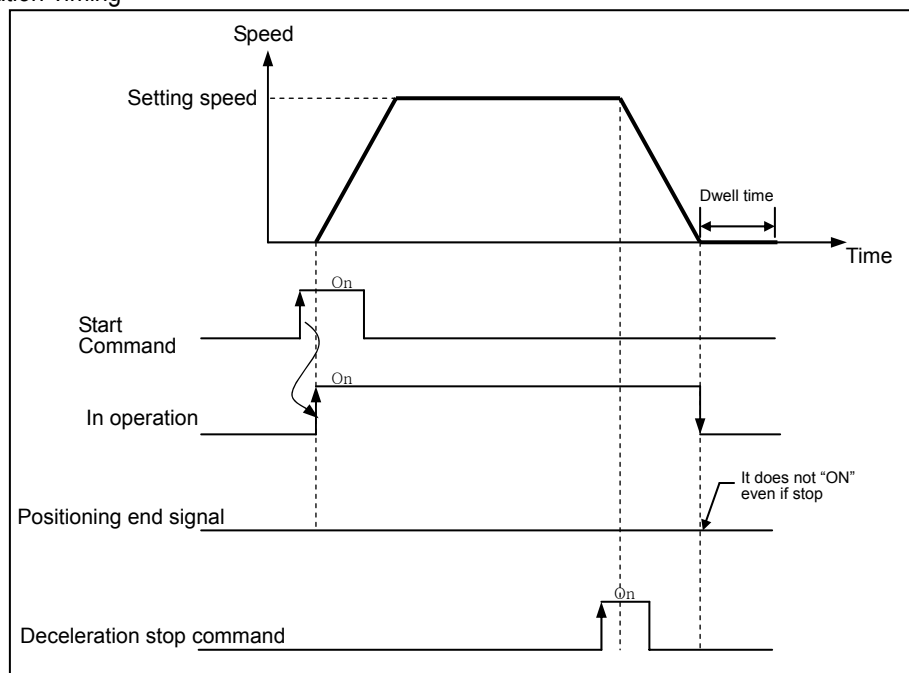 Speed
Setting speed
Dwell time
Time
On
Start
Command
On
In operation
It does not “ON”
even if stop
Positioning end signal
On
Deceleration stop command